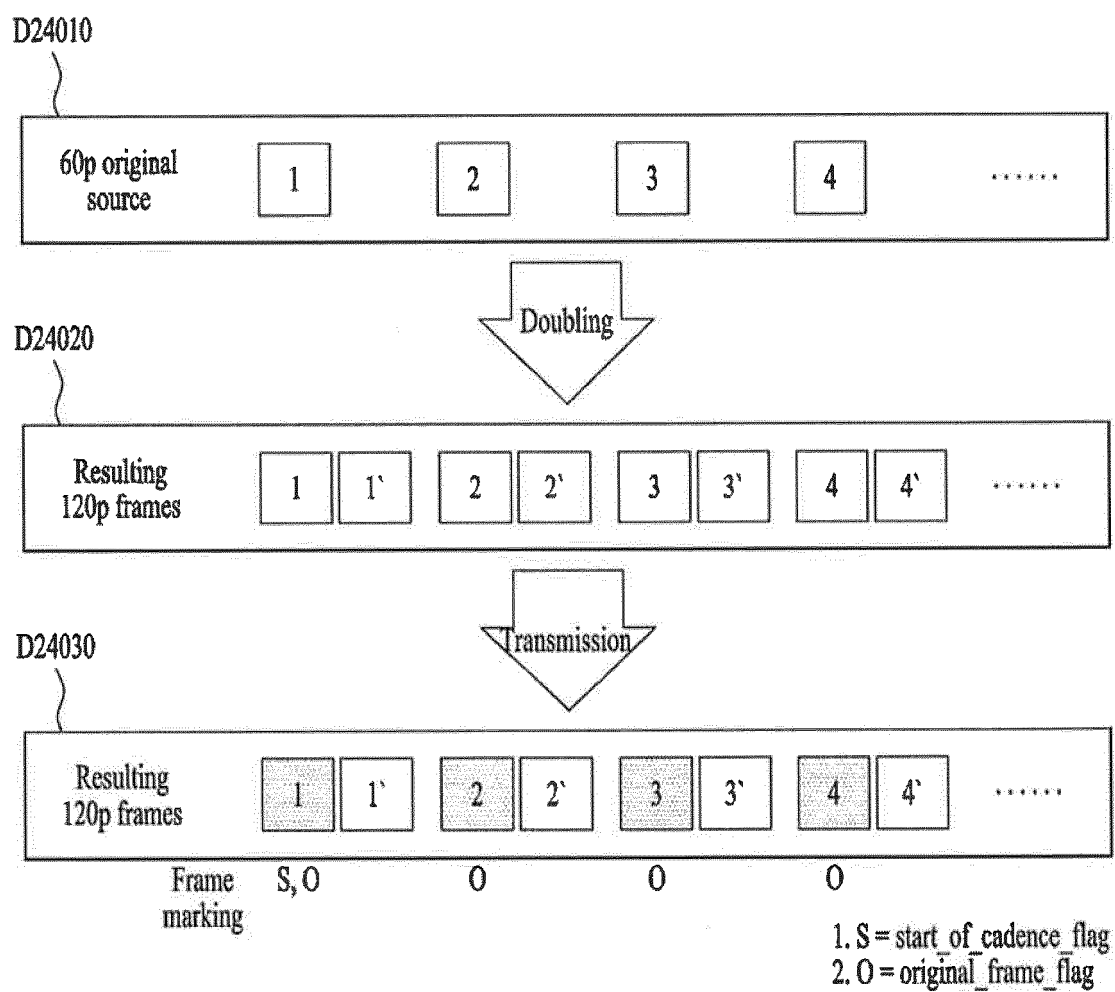 D24010
60p original
source
1 2 3 4 ······
Doubling
D24020
Resulting
120p frames
1 1` 2 2` 3 3` 4 4` ······
Transmission
D24030
Resulting
120p frames
1 1` 2 2` 3 3` 4 4` ······
Frame
marking
S, O O O O
1. S = start_of_cadence_flag
2. O = original_frame_flag